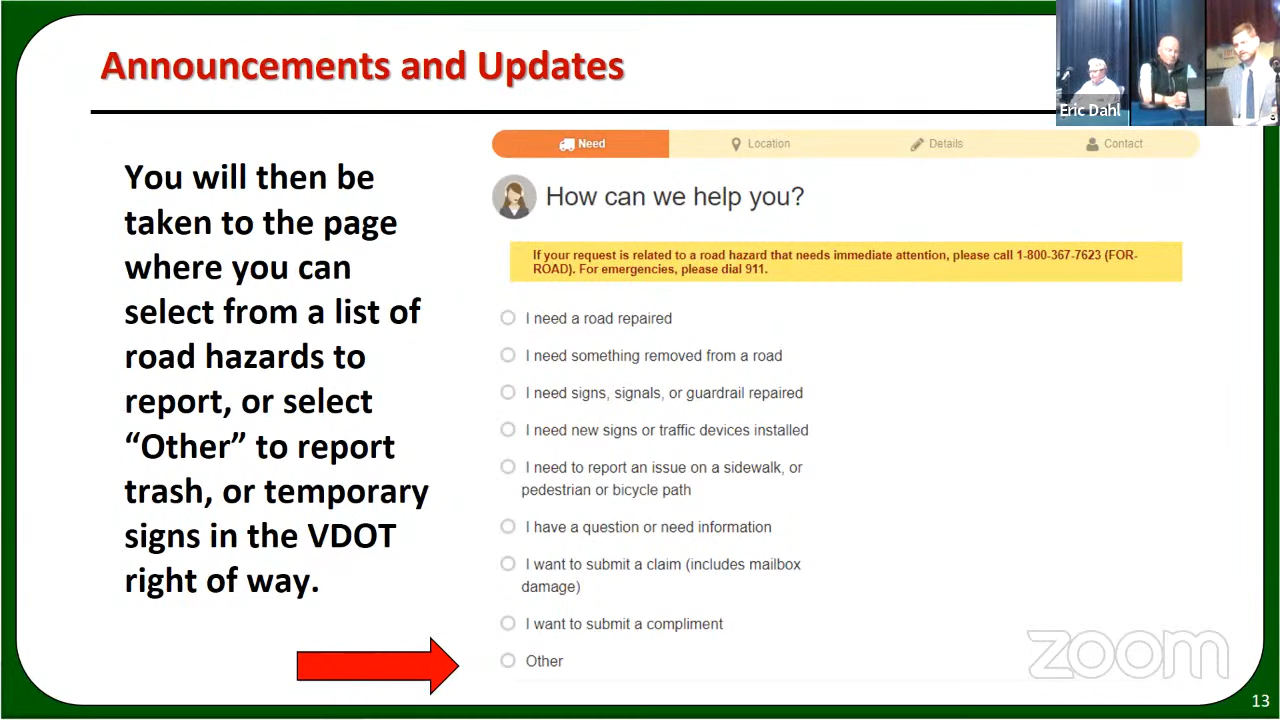 Announcements and Updates
Eric Dahl
You will then be
taken to the page
where you can
select from a list of
road hazards to
report, or select
“Other” to report
trash, or temporary
signs in the VDOT
right of way.
Need
Location
Details
Contact
How can we help you?
If your request is related to a road hazard that needs immediate attention, please call 1-800-367-7623 (FOR-
ROAD). For emergencies, please dial 911.
I need a road repaired
I need something removed from a road
I need signs, signals, or guardrail repaired
I need new signs or traffic devices installed
I need to report an issue on a sidewalk, or
pedestrian or bicycle path
I have a question or need information
I want to submit a claim (includes mailbox
damage)
I want to submit a compliment
Other
zoom
13